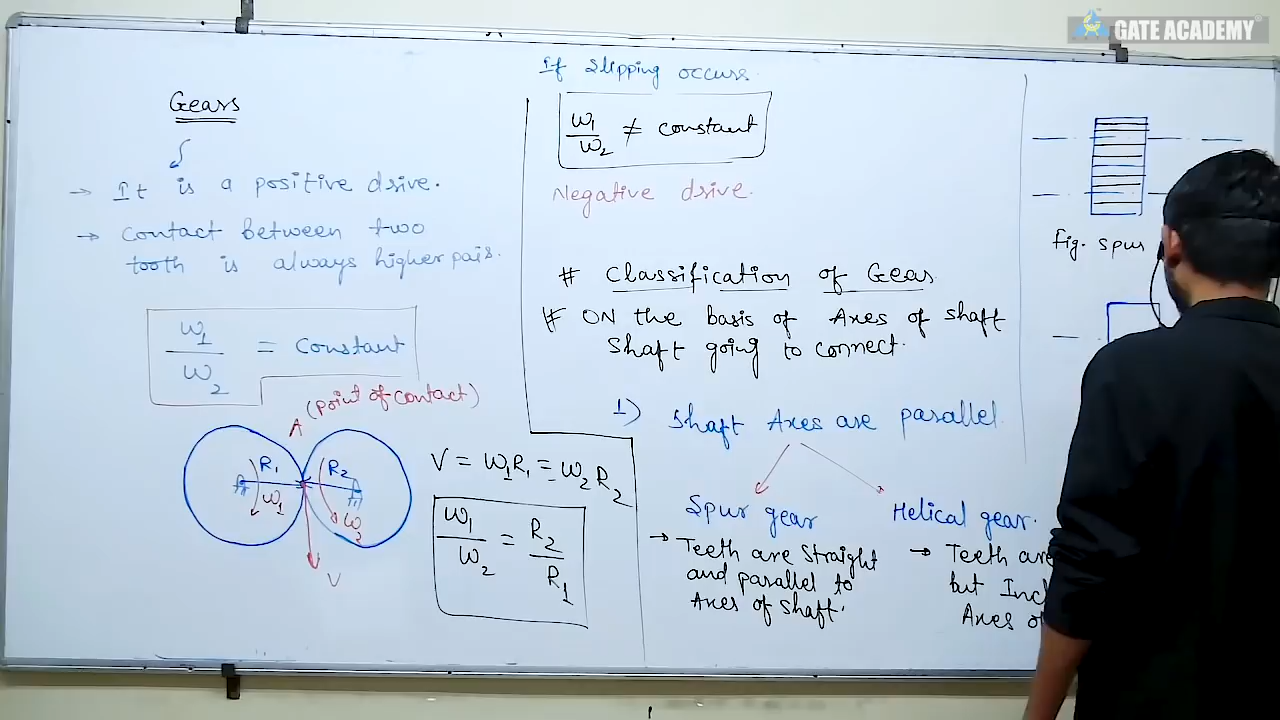 GATE ACADEMY
Gears
→ It is a positive drive.
→ contact between two
tooth is always higher pair.
ω1/ω2 = constant
A (point of contact)
R1
R2
ω1
ω2
V
V = ω1R1 = ω2R2
ω1/ω2 = R2/R1
If slipping occurs.
ω1/ω2 ≠ constant
Negative drive.
# Classification of Gear
# ON the basis of Axes of shaft
shaft going to connect.
1) Shaft Axes are parallel
Spur gear
→ Teeth are straight
and parallel to
Axes of shaft.
Helical gear.
→ Teeth are
but Incl
Axes of
fig. spur